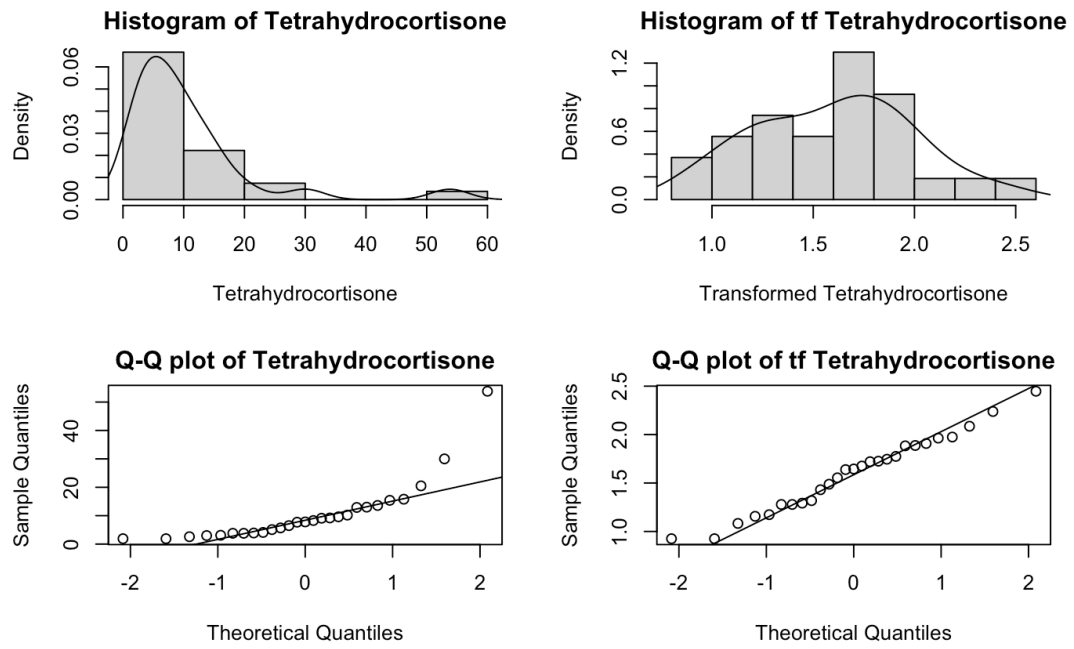 Histogram of Tetrahydrocortisone
Density
0.00 0.03 0.06
0 10 20 30 40 50 60
Tetrahydrocortisone
Histogram of tf Tetrahydrocortisone
Density
0.0 0.6 1.2
1.0 1.5 2.0 2.5
Transformed Tetrahydrocortisone
Q-Q plot of Tetrahydrocortisone
Sample Quantiles
0 20 40
-2 -1 0 1 2
Theoretical Quantiles
Q-Q plot of tf Tetrahydrocortisone
Sample Quantiles
1.0 1.5 2.0 2.5
-2 -1 0 1 2
Theoretical Quantiles